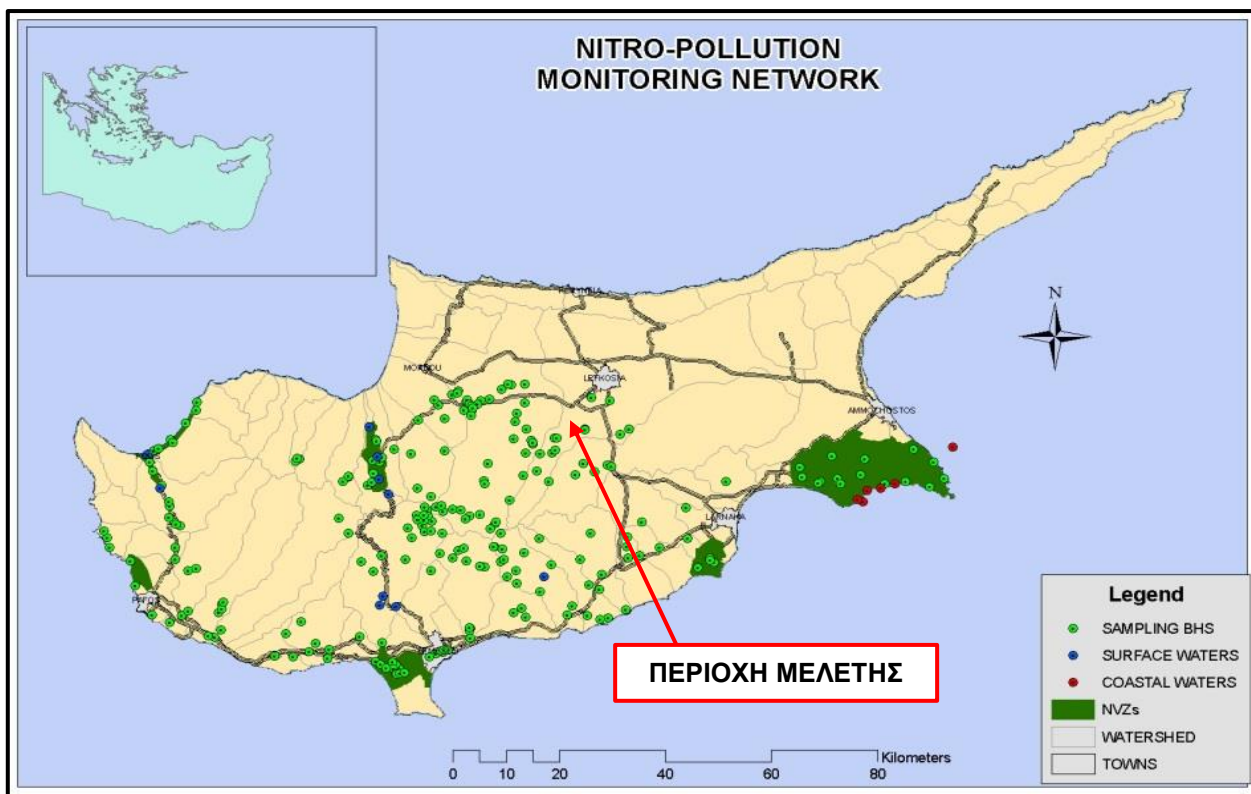 NITRO-POLLUTION
MONITORING NETWORK
N
MORFOU
LEFKOSIA
AMMOCHOSTOS
LARNAKA
PAFOS
ΠΕΡΙΟΧΗ ΜΕΛΕΤΗΣ
Legend
SAMPLING BHS
SURFACE WATERS
COASTAL WATERS
NVZs
WATERSHED
TOWNS
Kilometers
0 10 20 40 60 80